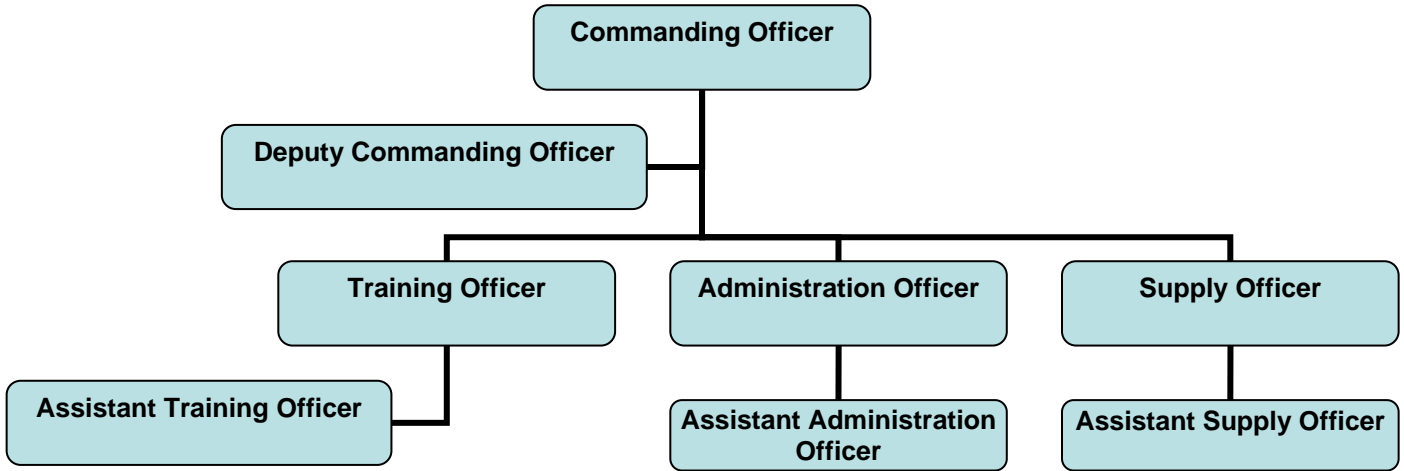 Commanding Officer
Deputy Commanding Officer
Training Officer
Administration Officer
Supply Officer
Assistant Training Officer
Assistant Administration
Officer
Assistant Supply Officer